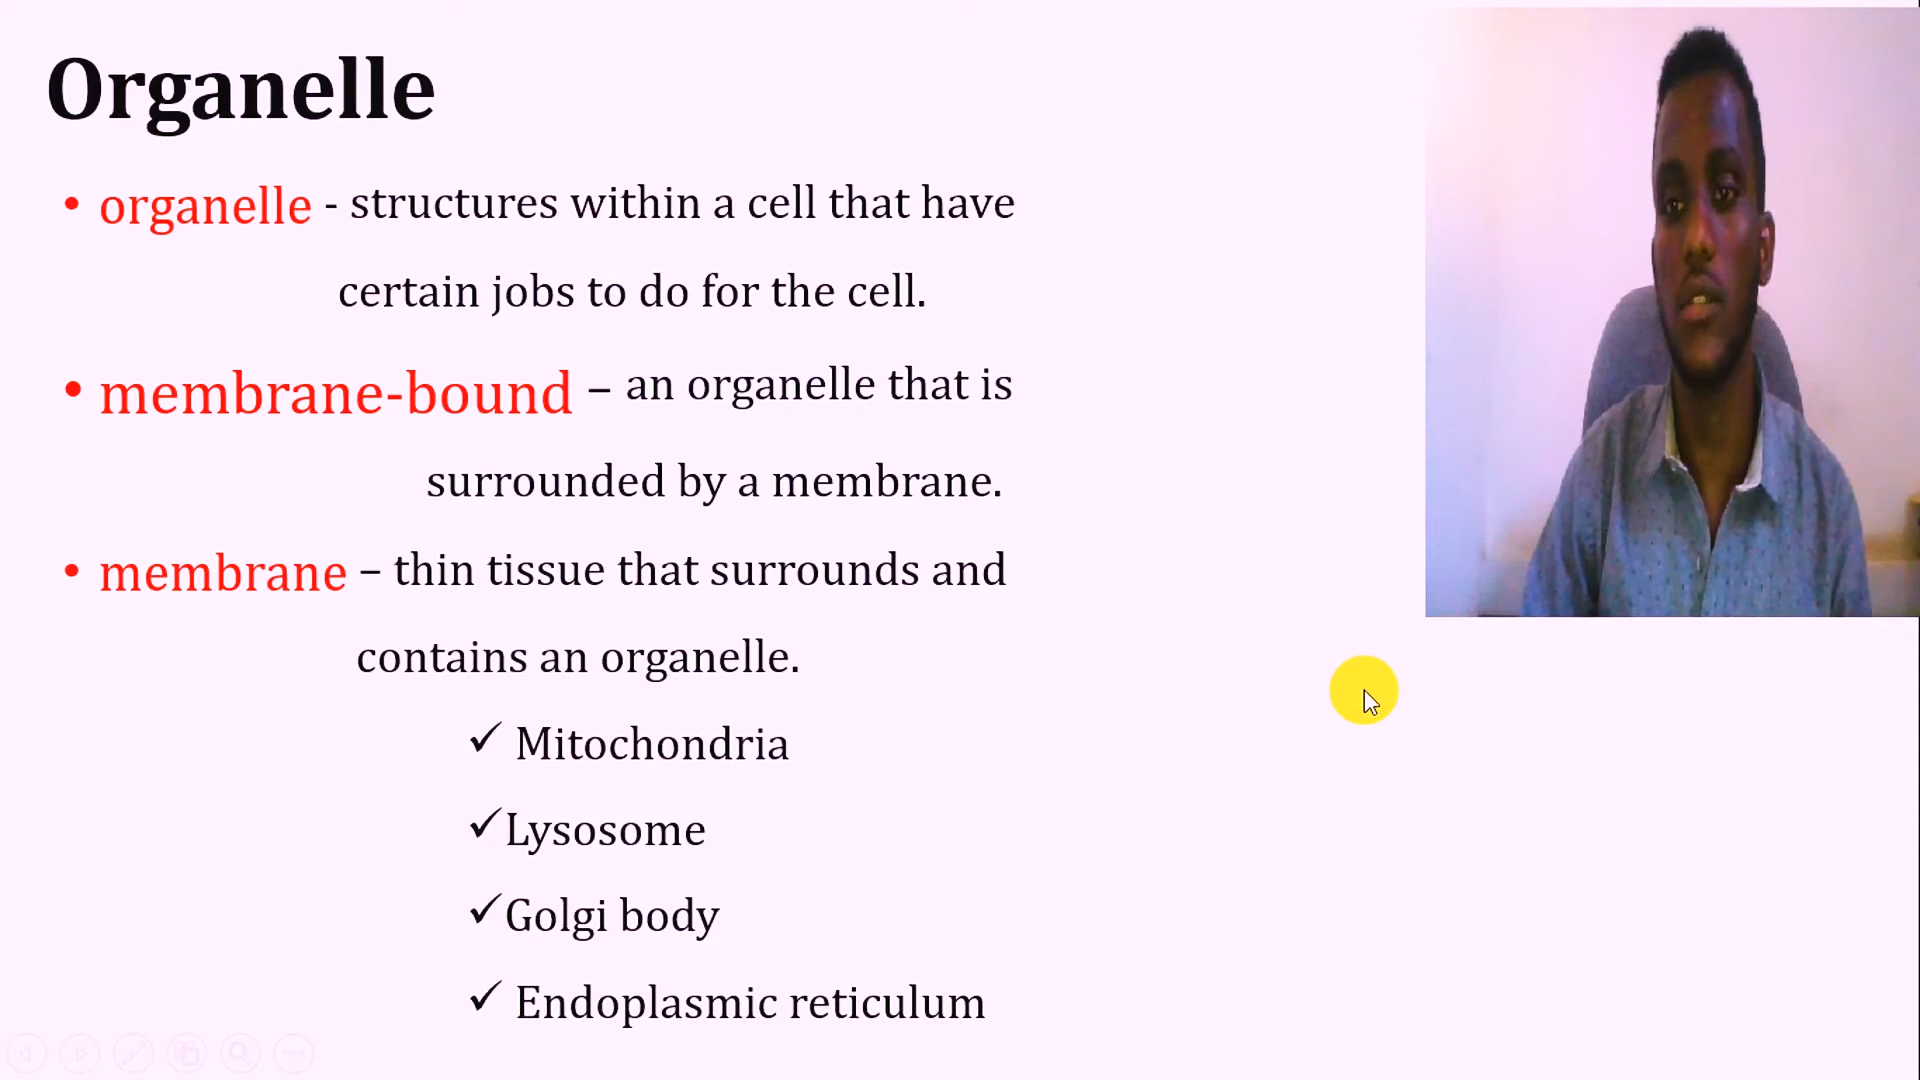 Organelle
• organelle - structures within a cell that have
certain jobs to do for the cell.
• membrane-bound – an organelle that is
surrounded by a membrane.
• membrane – thin tissue that surrounds and
contains an organelle.
✓ Mitochondria
✓Lysosome
✓Golgi body
✓ Endoplasmic reticulum